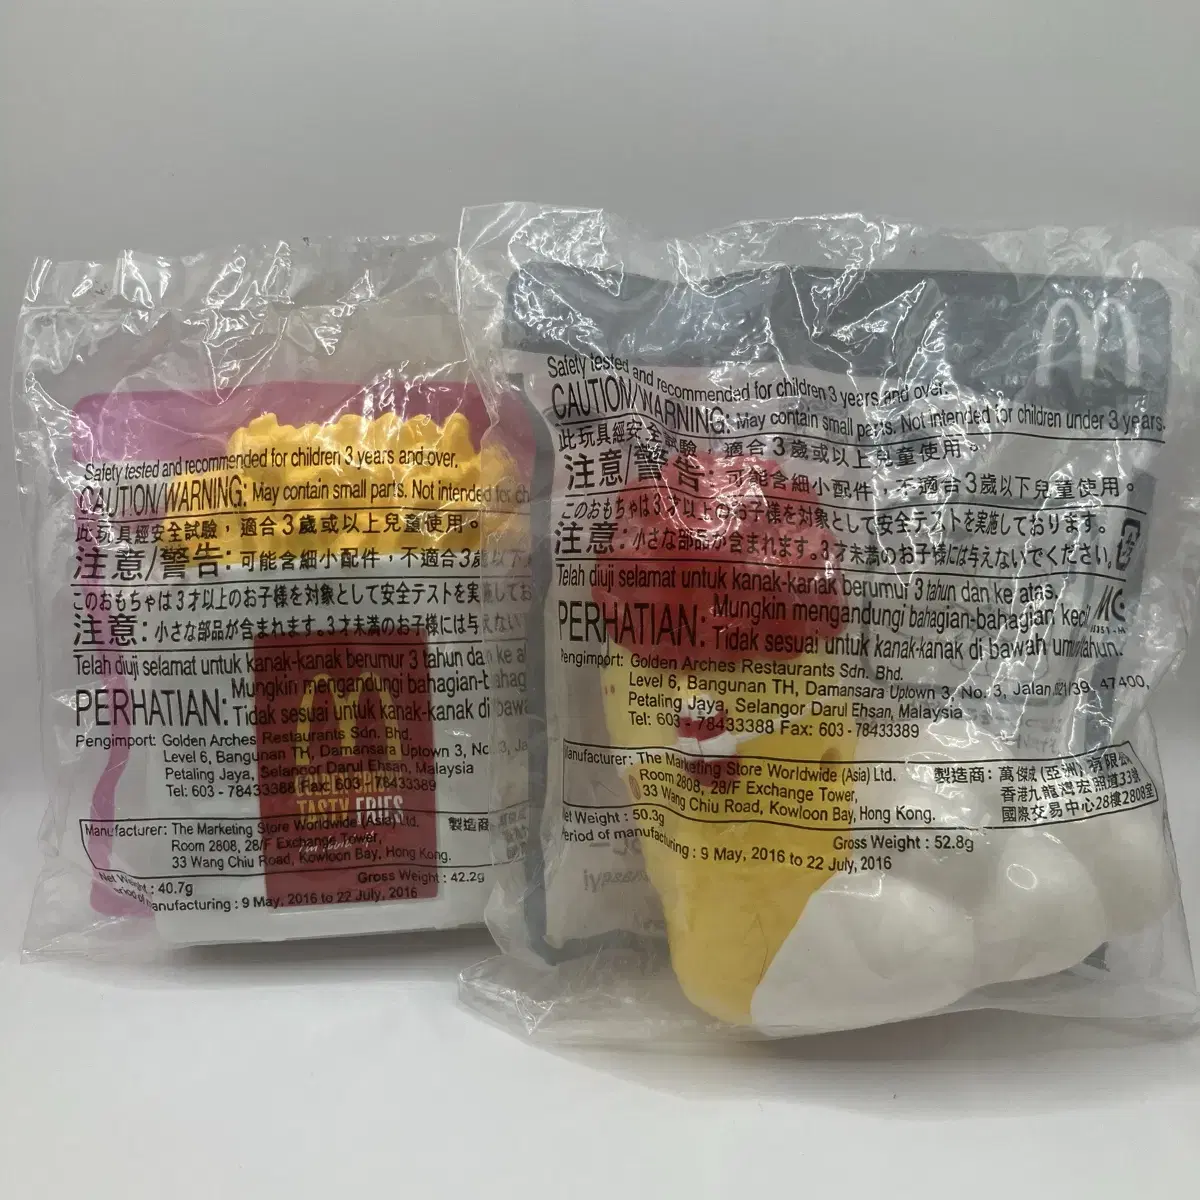 Safety tested and recommended for children 3 years and over.
CAUTION/WARNING: May contain small parts. Not intended for ch
此玩具經安全試驗，適合3歲或以上兒童使用。
注意/警告: 可能含細小配件，不適合3歲以下
このおもちゃは3才以上のお子様を対象として安全テストを実施してお
注意: 小さな部品が含まれます。3才未満のお子様には与えない
Telah diuji selamat untuk kanak-kanak berumur 3 tahun dan ke a
PERHATIAN: Mungkin mengandungi bahagian-bahag
Tidak sesuai untuk kanak-kanak di bawa
Pengimport: Golden Arches Restaurants Sdn. Bhd.
Level 6, Bangunan TH, Damansara Uptown 3, No. 3, Ja
Petaling Jaya, Selangor Darul Ehsan, Malaysia
Tel: 603 - 78433388 Fax: 603 - 78433389
TASTY FRIES
Manufacturer: The Marketing Store Worldwide (Asia) Ltd. 製造商
Room 2808, 28/F Exchange Tower,
33 Wang Chiu Road, Kowloon Bay, Hong Kong.
Net Weight : 40.7g Gross Weight : 42.2g
Period of manufacturing : 9 May, 2016 to 22 July, 2016
Safety tested and recommended for children 3 years and over.
CAUTION/WARNING: May contain small parts. Not intended for children under 3 years.
此玩具經安全試驗，適合3歲或以上兒童使用。
注意/警告: 可能含細小配件，不適合3歲以下兒童使用。
このおもちゃは3才以上のお子様を対象として安全テストを実施しております。
注意: 小さな部品が含まれます。3才未満のお子様には与えないでください。
Telah diuji selamat untuk kanak-kanak berumur 3 tahun dan ke atas.
PERHATIAN: Mungkin mengandungi bahagian-bahagian kecil.
Tidak sesuai untuk kanak-kanak di bawah umur tahun.
Pengimport: Golden Arches Restaurants Sdn. Bhd.
Level 6, Bangunan TH, Damansara Uptown 3, No. 3, Jalan 47400,
Petaling Jaya, Selangor Darul Ehsan, Malaysia
Tel: 603 - 78433388 Fax: 603 - 78433389
Manufacturer: The Marketing Store Worldwide (Asia) Ltd. 製造商: 萬傑威 (亞洲) 有限公
Room 2808, 28/F Exchange Tower, 香港九龍灣宏照道33號
33 Wang Chiu Road, Kowloon Bay, Hong Kong. 國際交易中心28樓2808室
Net Weight : 50.3g Gross Weight : 52.8g
Period of manufacturing : 9 May, 2016 to 22 July, 2016